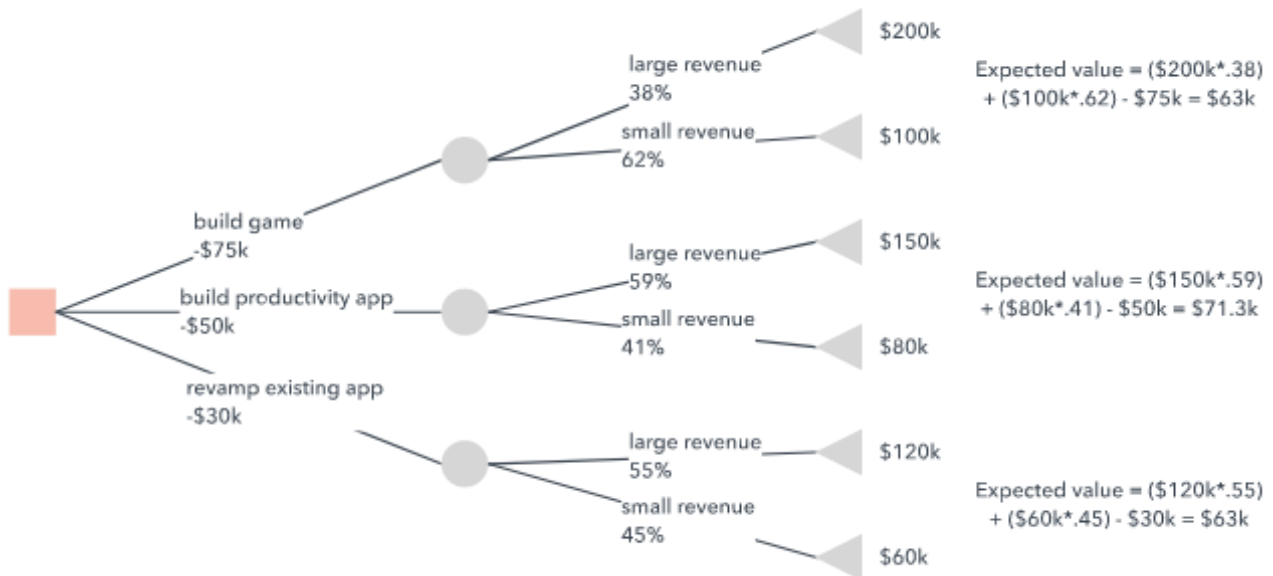 $200k
large revenue
38%
Expected value = ($200k*.38)
+ ($100k*.62) - $75k = $63k
small revenue
62%
$100k
build game
-$75k
large revenue
59%
$150k
Expected value = ($150k*.59)
+ ($80k*.41) - $50k = $71.3k
build productivity app
-$50k
small revenue
41%
$80k
revamp existing app
-$30k
large revenue
55%
$120k
Expected value = ($120k*.55)
+ ($60k*.45) - $30k = $63k
small revenue
45%
$60k